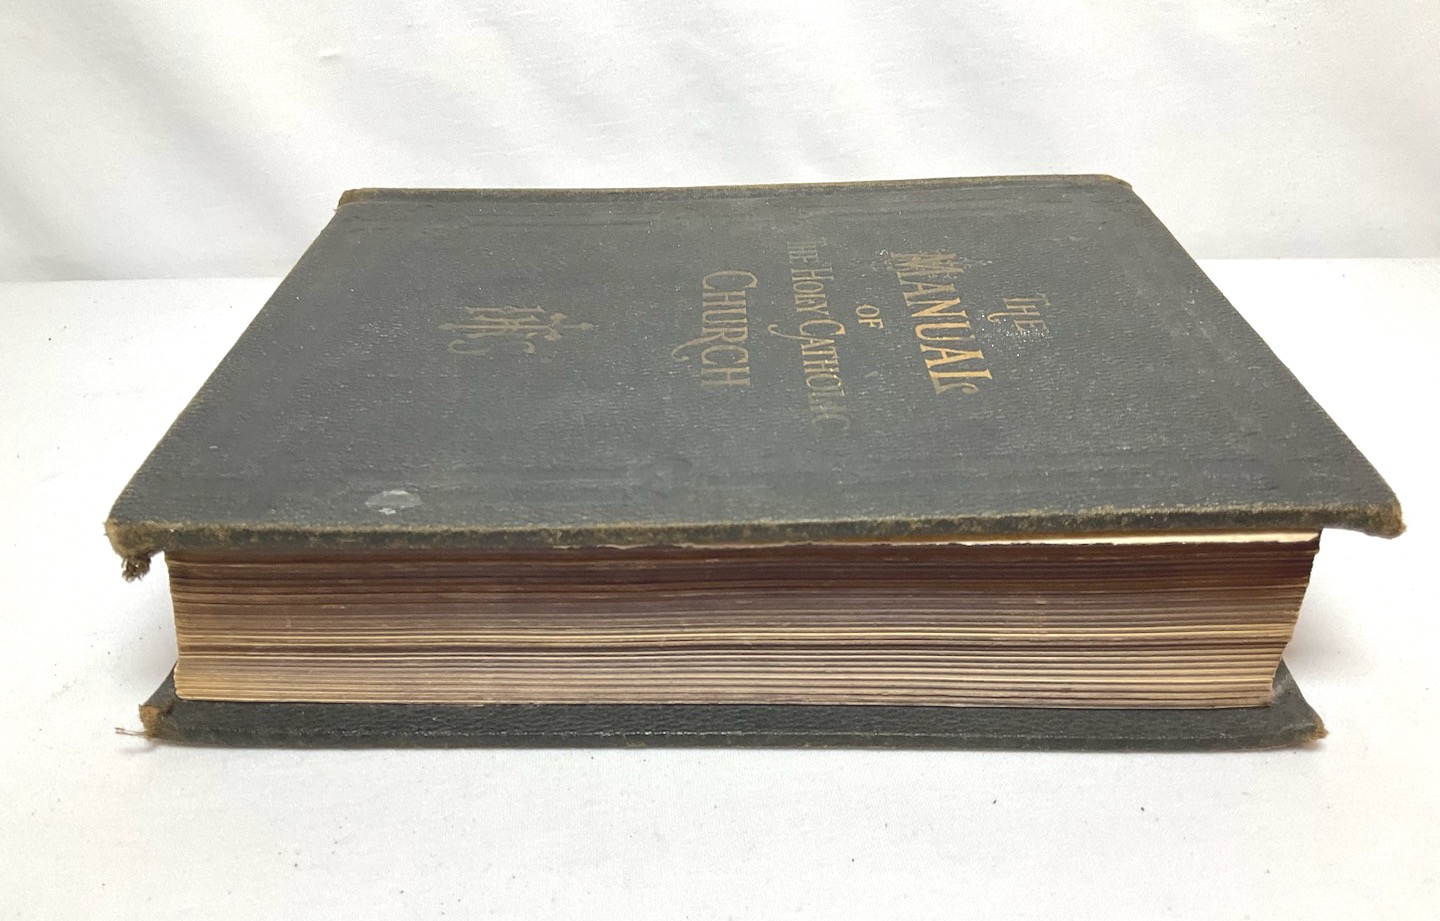 THE
MANUAL
OF
THE HOLY CATHOLIC
CHURCH
IHS